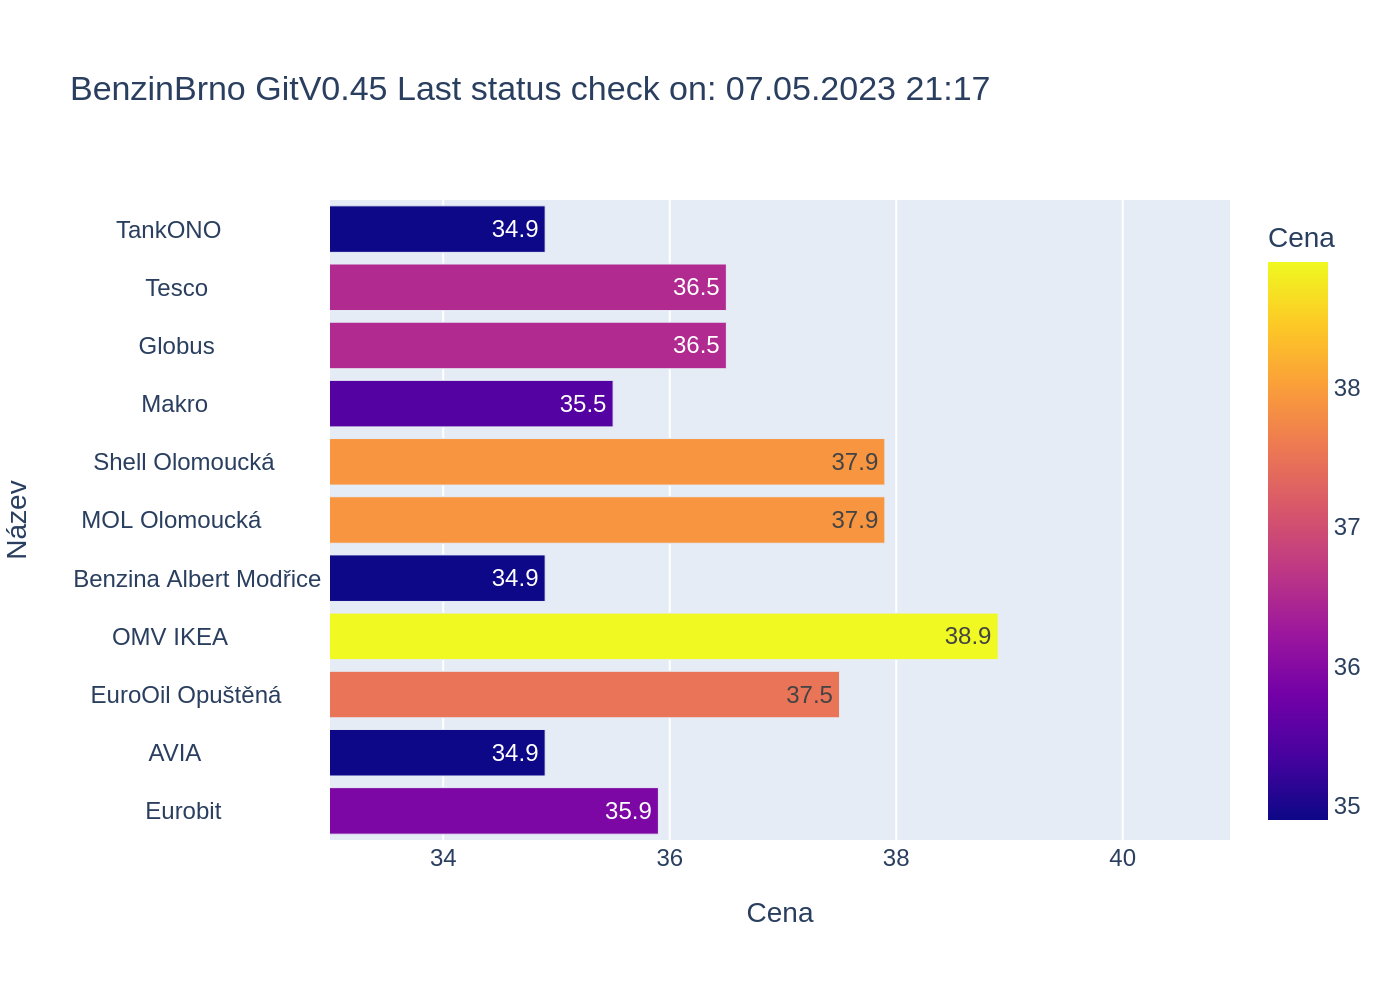 BenzinBrno GitV0.45 Last status check on: 07.05.2023 21:17
Cena
TankONO 34.9
Tesco 36.5
Globus 36.5
Makro 35.5
Shell Olomoucká 37.9
MOL Olomoucká 37.9
Benzina Albert Modřice 34.9
OMV IKEA 38.9
EuroOil Opuštěná 37.5
AVIA 34.9
Eurobit 35.9
Název
34 36 38 40
Cena
38
37
36
35